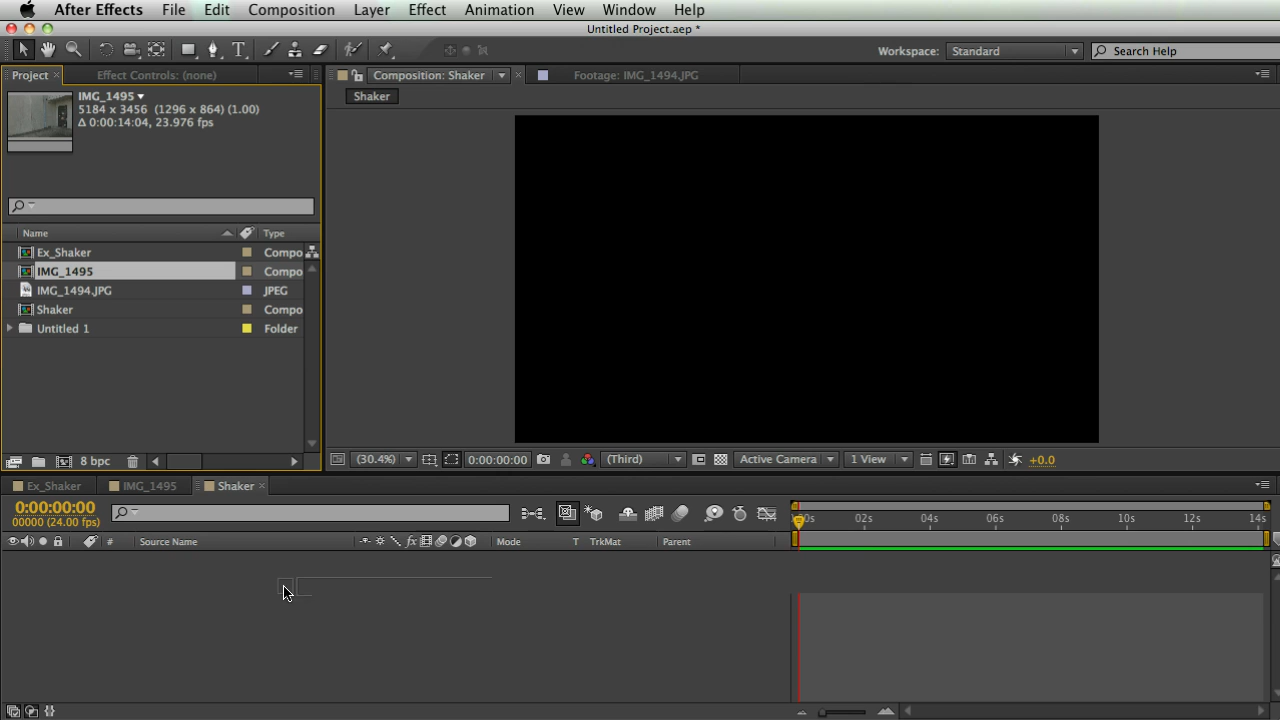 After Effects File Edit Composition Layer Effect Animation View Window Help
Untitled Project.aep *
Workspace: Standard Search Help
Project Effect Controls: (none) Composition: Shaker Footage: IMG_1494.JPG
IMG_1495
5184 x 3456 (1296 x 864) (1.00)
Δ 0:00:14:04, 23.976 fps
Shaker
Name Type
Ex_Shaker Compo
IMG_1495 Compo
IMG_1494.JPG JPEG
Shaker Compo
Untitled 1 Folder
8 bpc
(30.4%) 0:00:00:00 (Third) Active Camera 1 View +0.0
Ex_Shaker IMG_1495 Shaker
0:00:00:00
00000 (24.00 fps)
00s 02s 04s 06s 08s 10s 12s 14s
# Source Name Mode T TrkMat Parent